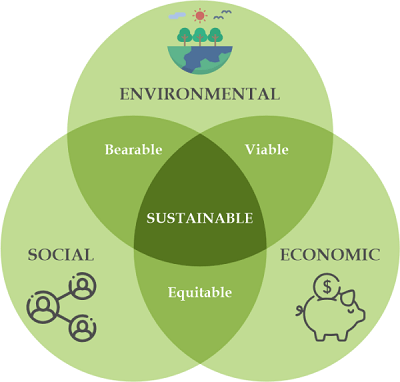 ENVIRONMENTAL
Bearable
Viable
SUSTAINABLE
SOCIAL
ECONOMIC
$
Equitable